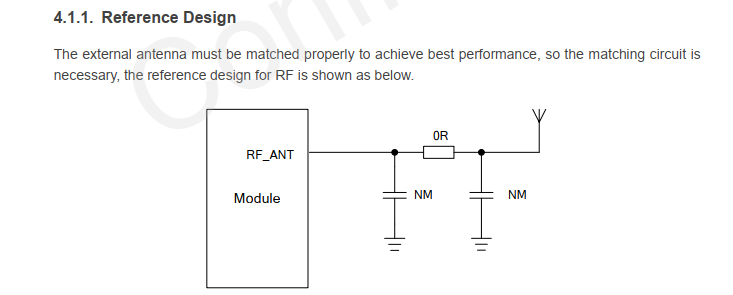 4.1.1. Reference Design
The external antenna must be matched properly to achieve best performance, so the matching circuit is
necessary, the reference design for RF is shown as below.
0R
RF_ANT
Module
NM
NM